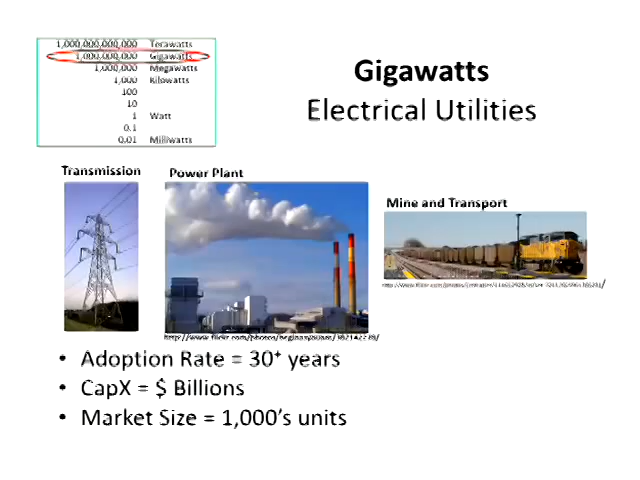 1,000,000,000,000 Terawatts
1,000,000,000 Gigawatts
1,000,000 Megawatts
1,000 Kilowatts
100
10
1 Watt
0.1
0.01 Milliwatts
Gigawatts
Electrical Utilities
Transmission
Power Plant
Mine and Transport
• Adoption Rate = 30+ years
• CapX = $ Billions
• Market Size = 1,000's units